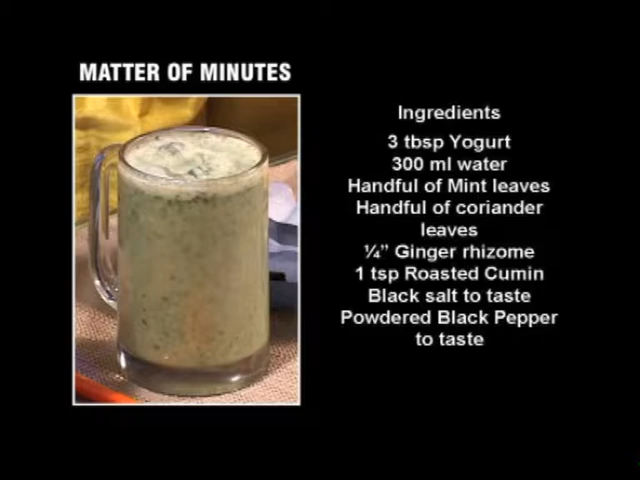 MATTER OF MINUTES
Ingredients
3 tbsp Yogurt
300 ml water
Handful of Mint leaves
Handful of coriander
leaves
¼” Ginger rhizome
1 tsp Roasted Cumin
Black salt to taste
Powdered Black Pepper
to taste